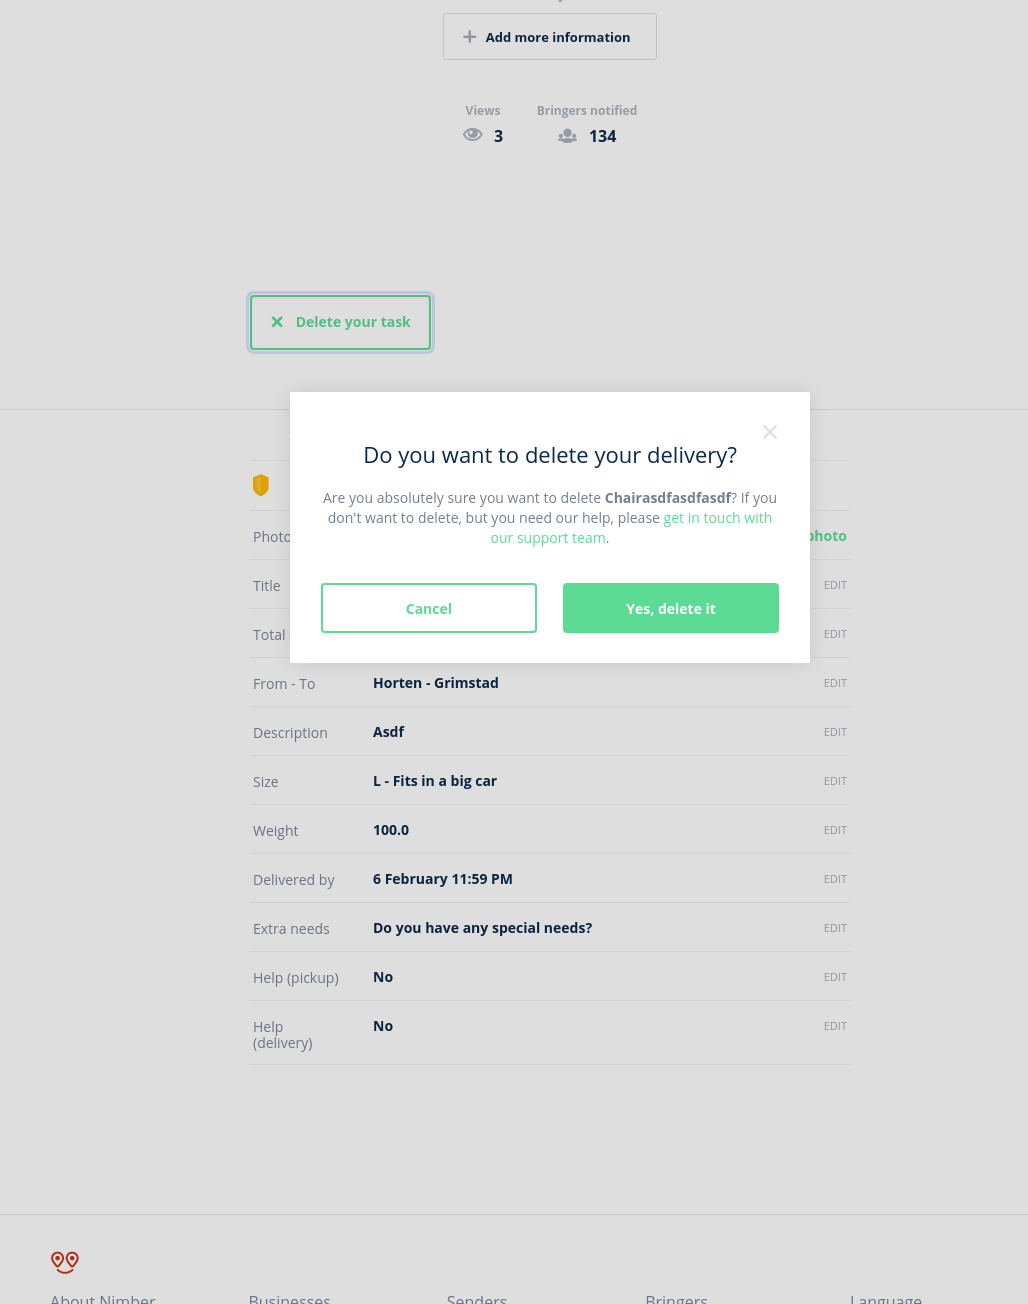 Add more information
Views
Bringers notified
3
134
Delete your task
Do you want to delete your delivery?
Are you absolutely sure you want to delete Chairasdfasdfasdf? If you
don't want to delete, but you need our help, please get in touch with
our support team.
Cancel
Yes, delete it
Photo
photo
Title
EDIT
Total
EDIT
From - To
Horten - Grimstad
EDIT
Description
Asdf
EDIT
Size
L - Fits in a big car
EDIT
Weight
100.0
EDIT
Delivered by
6 February 11:59 PM
EDIT
Extra needs
Do you have any special needs?
EDIT
Help (pickup)
No
EDIT
Help
(delivery)
No
EDIT
About Nimber
Businesses
Senders
Bringers
Language